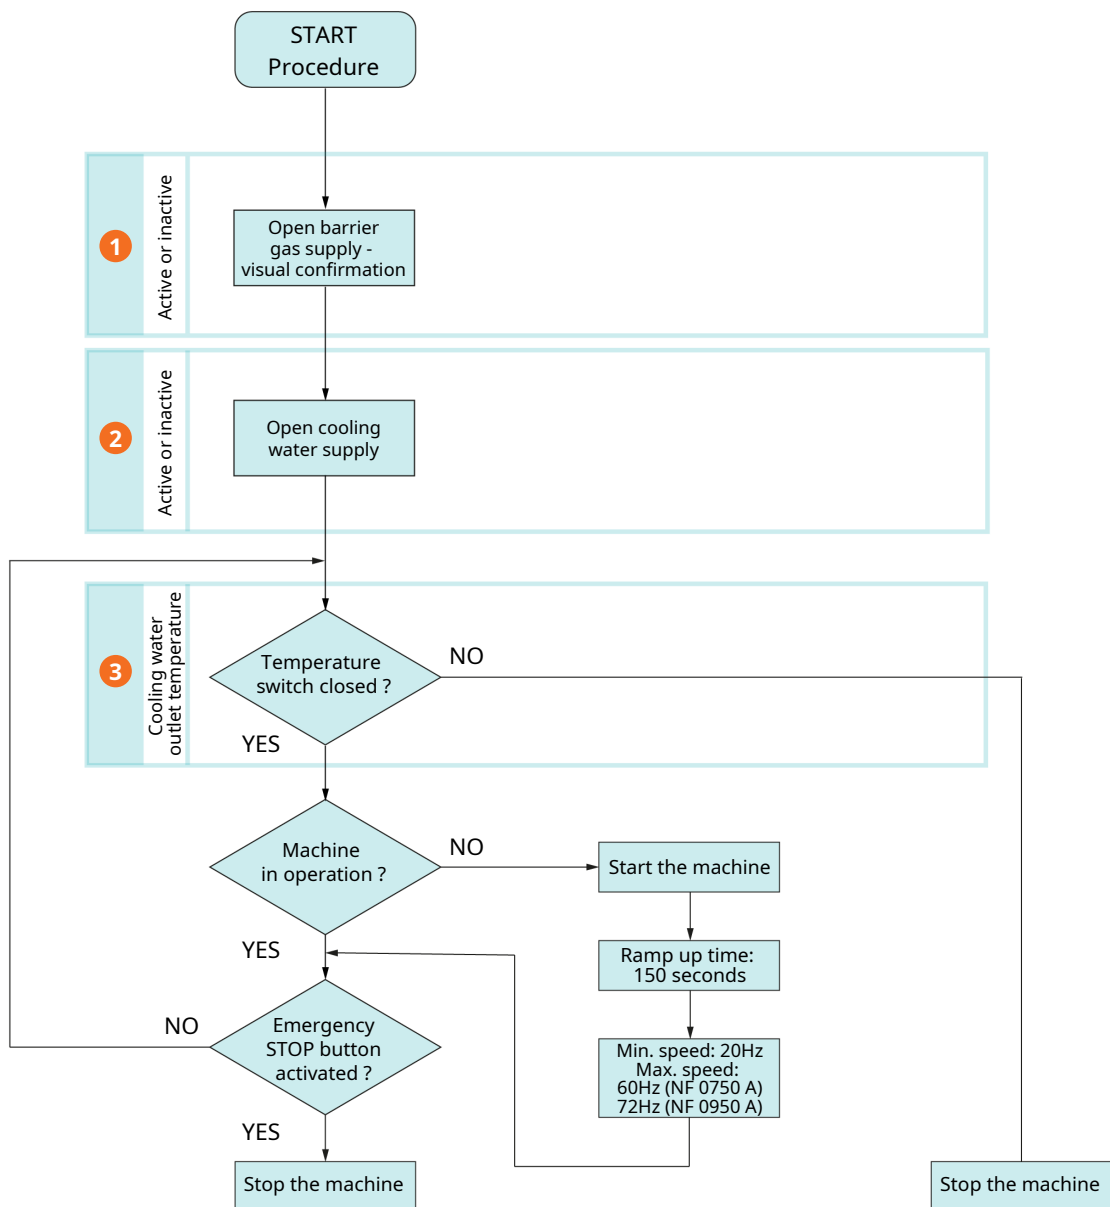 START
Procedure
1
Active or inactive
Open barrier
gas supply -
visual confirmation
2
Active or inactive
Open cooling
water supply
3
Cooling water
outlet temperature
Temperature
switch closed ?
NO
YES
Machine
in operation ?
NO
Start the machine
YES
Ramp up time:
150 seconds
NO
Emergency
STOP button
activated ?
Min. speed: 20Hz
Max. speed:
60Hz (NF 0750 A)
72Hz (NF 0950 A)
YES
Stop the machine
Stop the machine